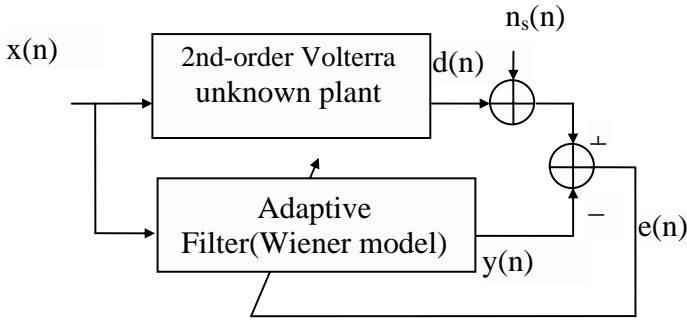 n_s(n)
x(n)
2nd-order Volterra
unknown plant
d(n)
+
Adaptive
Filter(Wiener model)
−
y(n)
e(n)